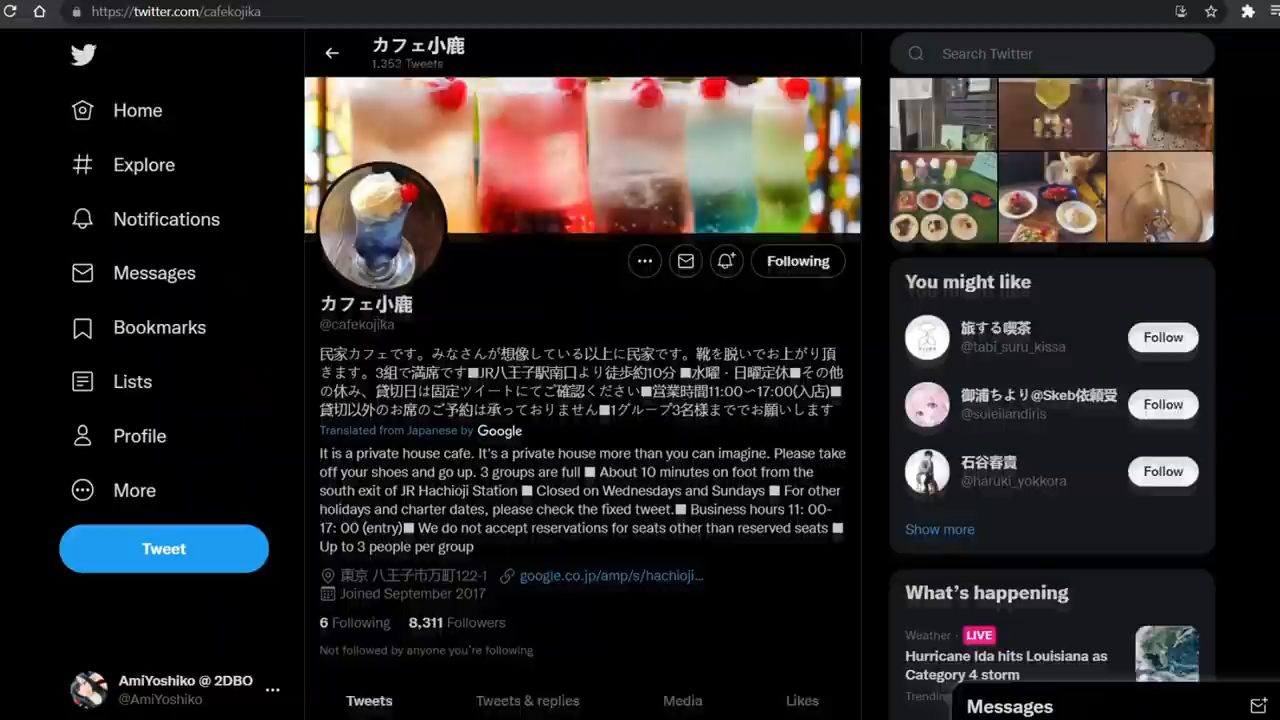 https://twitter.com/cafekojika
カフェ小鹿
1,353 Tweets
Search Twitter
Home
Explore
Notifications
Messages
Bookmarks
Lists
Profile
More
Tweet
AmiYoshiko @ 2DBO
@AmiYoshiko
Following
カフェ小鹿
@cafekojika
民家カフェです。みなさんが想像している以上に民家です。靴を脱いでお上がり頂
きます。3組で満席です■JR八王子駅南口より徒歩約10分 ■水曜・日曜定休■その他
の休み、貸切日は固定ツイートにてご確認ください■営業時間11:00〜17:00(入店)■
貸切以外のお席のご予約は承っておりません■1グループ3名様まででお願いします
Translated from Japanese by Google
It is a private house cafe. It's a private house more than you can imagine. Please take
off your shoes and go up. 3 groups are full ■ About 10 minutes on foot from the
south exit of JR Hachioji Station ■ Closed on Wednesdays and Sundays ■ For other
holidays and charter dates, please check the fixed tweet.■ Business hours 11: 00-
17: 00 (entry)■ We do not accept reservations for seats other than reserved seats ■
Up to 3 people per group
東京 八王子市万町122-1
google.co.jp/amp/s/hachioji...
Joined September 2017
6 Following
8,311 Followers
Not followed by anyone you're following
Tweets
Tweets & replies
Media
Likes
You might like
旅する喫茶
@tabi_suru_kissa
Follow
御浦ちより@Skeb依頼受
@soleilandiris
Follow
石谷春貴
@haruki_yokkora
Follow
Show more
What's happening
Weather · LIVE
Hurricane Ida hits Louisiana as
Category 4 storm
Trending
Messages